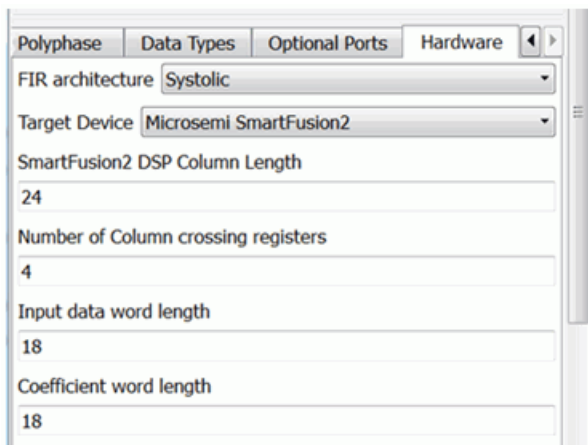 Polyphase Data Types Optional Ports Hardware
FIR architecture Systolic
Target Device Microsemi SmartFusion2
SmartFusion2 DSP Column Length
24
Number of Column crossing registers
4
Input data word length
18
Coefficient word length
18